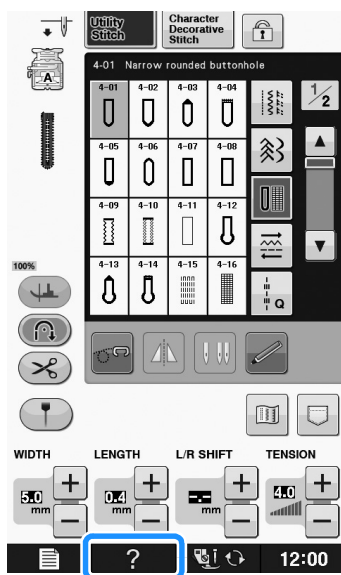 Utility
Stitch
Character
Decorative
Stitch
A
4-01 Narrow rounded buttonhole
1/2
4-01 4-02 4-03 4-04
4-05 4-06 4-07 4-08
4-09 4-10 4-11 4-12
4-13 4-14 4-15 4-16
Q
100%
WIDTH LENGTH L/R SHIFT TENSION
5.0 mm + − 0.4 mm + − -.- mm + − 4.0 + −
? 12:00